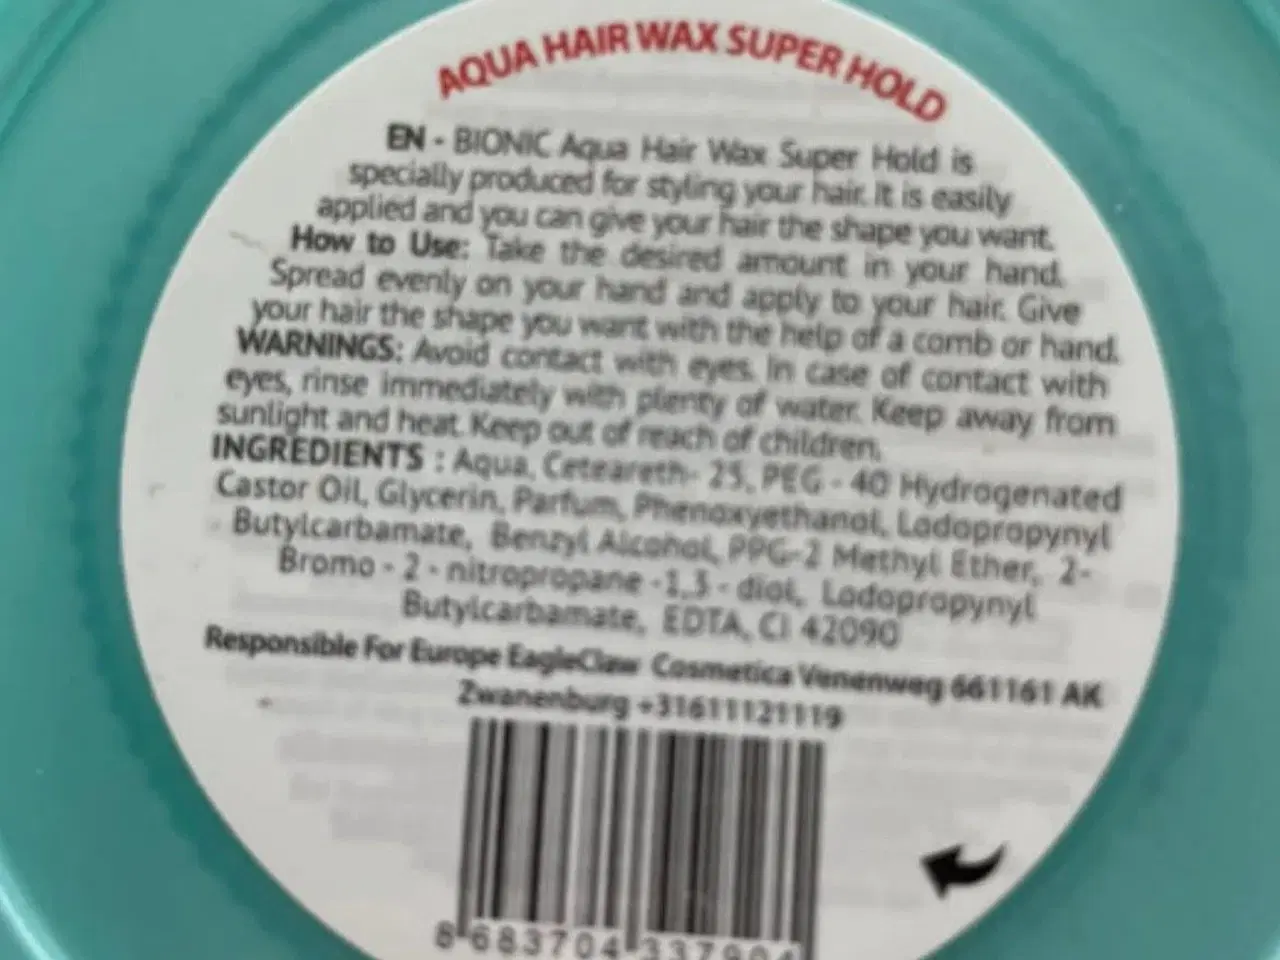 AQUA HAIR WAX SUPER HOLD
EN - BIONIC Aqua Hair Wax Super Hold is
specially produced for styling your hair. It is easily
applied and you can give your hair the shape you want.
How to Use: Take the desired amount in your hand.
Spread evenly on your hand and apply to your hair. Give
your hair the shape you want with the help of a comb or hand.
WARNINGS: Avoid contact with eyes. In case of contact with
eyes, rinse immediately with plenty of water. Keep away from
sunlight and heat. Keep out of reach of children.
INGREDIENTS : Aqua, Ceteareth- 25, PEG - 40 Hydrogenated
Castor Oil, Glycerin, Parfum, Phenoxyethanol, Lodopropynyl
Butylcarbamate, Benzyl Alcohol, PPG-2 Methyl Ether, 2-
Bromo - 2 - nitropropane -1,3 - diol, Lodopropynyl
Butylcarbamate, EDTA, CI 42090
Responsible For Europe EagleClaw Cosmetica Venenweg 661161 AK
Zwanenburg +31611121119
8 683704 337904